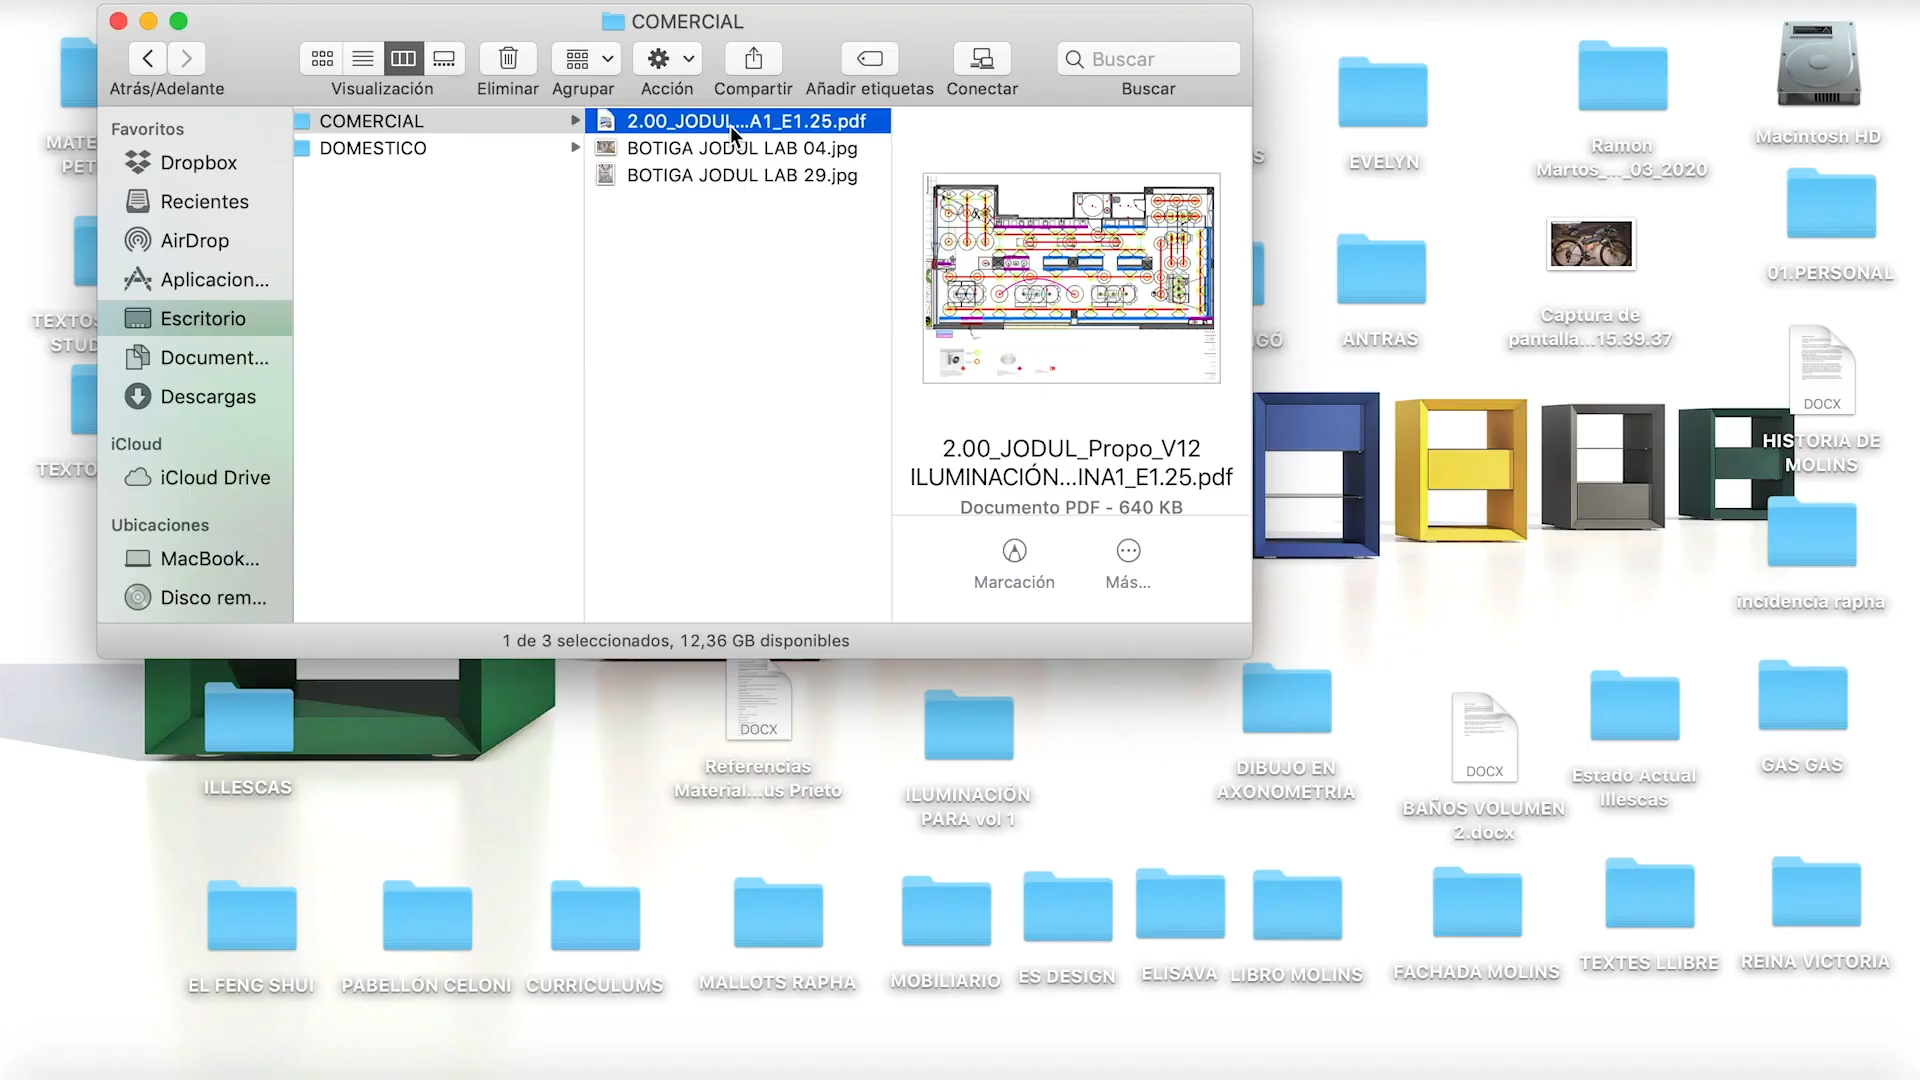 COMERCIAL
Atrás/Adelante
Visualización
Eliminar
Agrupar
Acción
Compartir
Añadir etiquetas
Conectar
Buscar
Buscar
Favoritos
Dropbox
Recientes
AirDrop
Aplicacion...
Escritorio
Document...
Descargas
iCloud
iCloud Drive
Ubicaciones
MacBook...
Disco rem...
COMERCIAL
DOMESTICO
2.00_JODUL...A1_E1.25.pdf
BOTIGA JODUL LAB 04.jpg
BOTIGA JODUL LAB 29.jpg
2.00_JODUL_Propo_V12
ILUMINACIÓN...INA1_E1.25.pdf
Documento PDF - 640 KB
Marcación
Más...
1 de 3 seleccionados, 12,36 GB disponibles
MATE
PET
TEXTOS
STUD
TEXTO
S
EVELYN
Ramon
Martos_..._03_2020
Macintosh HD
01.PERSONAL
IGÓ
ANTRAS
Captura de
pantalla...15.39.37
DOCX
HISTORIA DE
MOLINS
incidencia rapha
ILLESCAS
DOCX
Referencias
Material...us Prieto
ILUMINACIÓN
PARA vol 1
DIBUJO EN
AXONOMETRIA
DOCX
BAÑOS VOLUMEN
2.docx
Estado Actual
Illescas
GAS GAS
EL FENG SHUI
PABELLÓN CELONI
CURRICULUMS
MALLOTS RAPHA
MOBILIARIO
ES DESIGN
ELISAVA
LIBRO MOLINS
FACHADA MOLINS
TEXTES LLIBRE
REINA VICTORIA